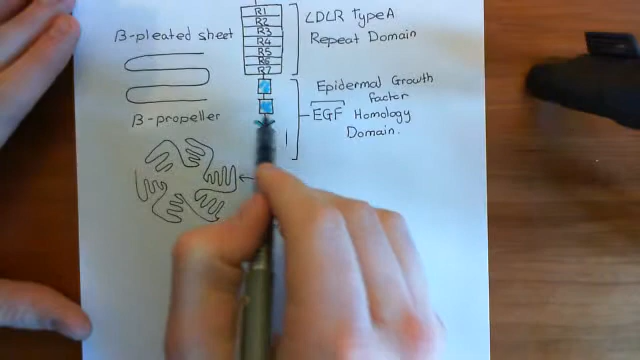 R1
R2
R3
R4
R5
R6
R7
LDLR Type A
Repeat Domain
β-pleated sheet
β-propeller
Epidermal Growth
factor
EGF Homology
Domain.